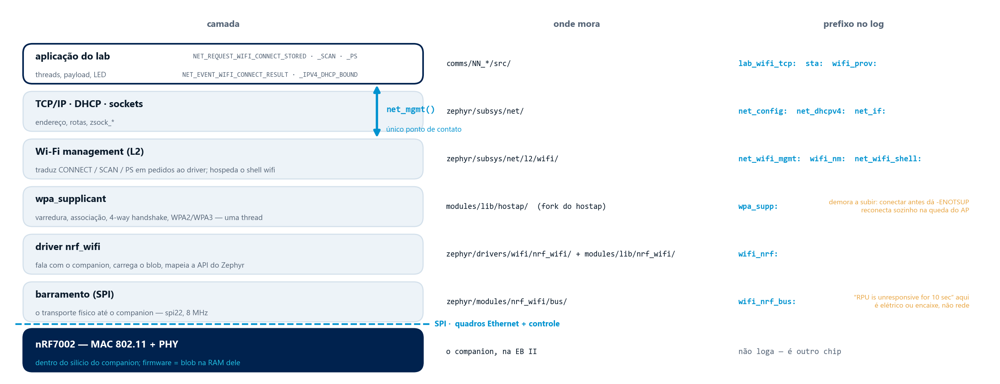 camada
onde mora
prefixo no log
aplicação do lab
NET_REQUEST_WIFI_CONNECT_STORED · _SCAN · _PS
threads, payload, LED
NET_EVENT_WIFI_CONNECT_RESULT · _IPV4_DHCP_BOUND
comms/NN_*/src/
lab_wifi_tcp: sta: wifi_prov:
TCP/IP · DHCP · sockets
endereço, rotas, zsock_*
net_mgmt()
único ponto de contato
zephyr/subsys/net/
net_config: net_dhcpv4: net_if:
Wi-Fi management (L2)
traduz CONNECT / SCAN / PS em pedidos ao driver; hospeda o shell wifi
zephyr/subsys/net/l2/wifi/
net_wifi_mgmt: wifi_nm: net_wifi_shell:
wpa_supplicant
varredura, associação, 4-way handshake, WPA2/WPA3 — uma thread
modules/lib/hostap/ (fork do hostap)
wpa_supp:
demora a subir: conectar antes dá -ENOTSUP
reconecta sozinho na queda do AP
driver nrf_wifi
fala com o companion, carrega o blob, mapeia a API do Zephyr
zephyr/drivers/wifi/nrf_wifi/ + modules/lib/nrf_wifi/
wifi_nrf:
barramento (SPI)
o transporte físico até o companion — spi22, 8 MHz
zephyr/modules/nrf_wifi/bus/
wifi_nrf_bus:
“RPU is unresponsive for 10 sec” aqui
é elétrico ou encaixe, não rede
SPI · quadros Ethernet + controle
nRF7002 — MAC 802.11 + PHY
dentro do silício do companion; firmware = blob na RAM dele
o companion, na EB II
não loga — é outro chip